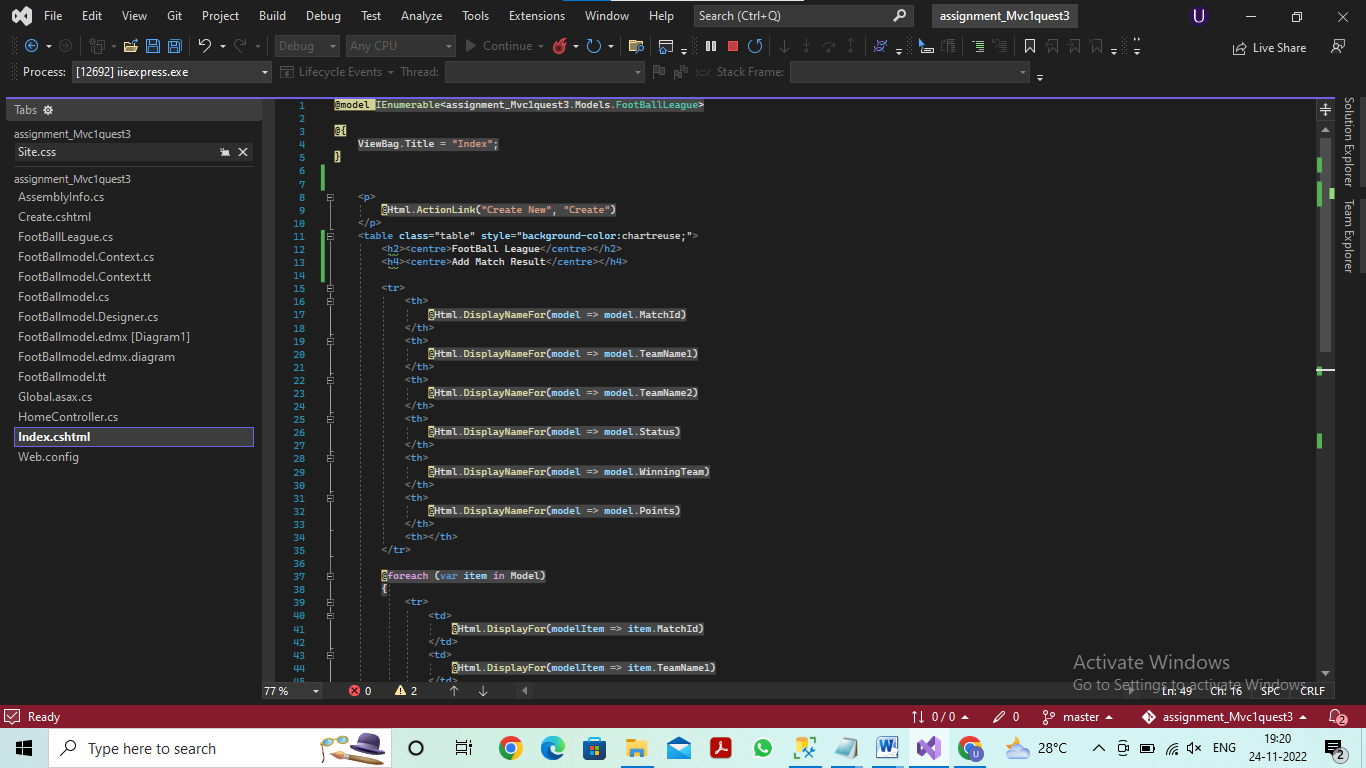 File Edit View Git Project Build Debug Test Analyze Tools Extensions Window Help Search (Ctrl+Q) assignment_Mvc1quest3 U
Debug Any CPU Continue Live Share
Process: [12692] iisexpress.exe Lifecycle Events Thread: Stack Frame:
Tabs
assignment_Mvc1quest3
Site.css
assignment_Mvc1quest3
AssemblyInfo.cs
Create.cshtml
FootBallLeague.cs
FootBallmodel.Context.cs
FootBallmodel.Context.tt
FootBallmodel.cs
FootBallmodel.Designer.cs
FootBallmodel.edmx [Diagram1]
FootBallmodel.edmx.diagram
FootBallmodel.tt
Global.asax.cs
HomeController.cs
Index.cshtml
Web.config
1 @model IEnumerable<assignment_Mvc1quest3.Models.FootBallLeague>
2
3 @{
4 ViewBag.Title = "Index";
5 }
6
7
8 <p>
9 @Html.ActionLink("Create New", "Create")
10 </p>
11 <table class="table" style="background-color:chartreuse;">
12 <h2><centre>FootBall League</centre></h2>
13 <h4><centre>Add Match Result</centre></h4>
14
15 <tr>
16 <th>
17 @Html.DisplayNameFor(model => model.MatchId)
18 </th>
19 <th>
20 @Html.DisplayNameFor(model => model.TeamName1)
21 </th>
22 <th>
23 @Html.DisplayNameFor(model => model.TeamName2)
24 </th>
25 <th>
26 @Html.DisplayNameFor(model => model.Status)
27 </th>
28 <th>
29 @Html.DisplayNameFor(model => model.WinningTeam)
30 </th>
31 <th>
32 @Html.DisplayNameFor(model => model.Points)
33 </th>
34 <th></th>
35 </tr>
36
37 @foreach (var item in Model)
38 {
39 <tr>
40 <td>
41 @Html.DisplayFor(modelItem => item.MatchId)
42 </td>
43 <td>
44 @Html.DisplayFor(modelItem => item.TeamName1)
45 </td>
Solution Explorer
Team Explorer
Activate Windows
Go to Settings to activate Windows.
77 % 0 2 Ln: 49 Ch: 16 SPC CRLF
Ready 0 / 0 0 master assignment_Mvc1quest3 2
Type here to search 28°C ENG 19:20
24-11-2022 2